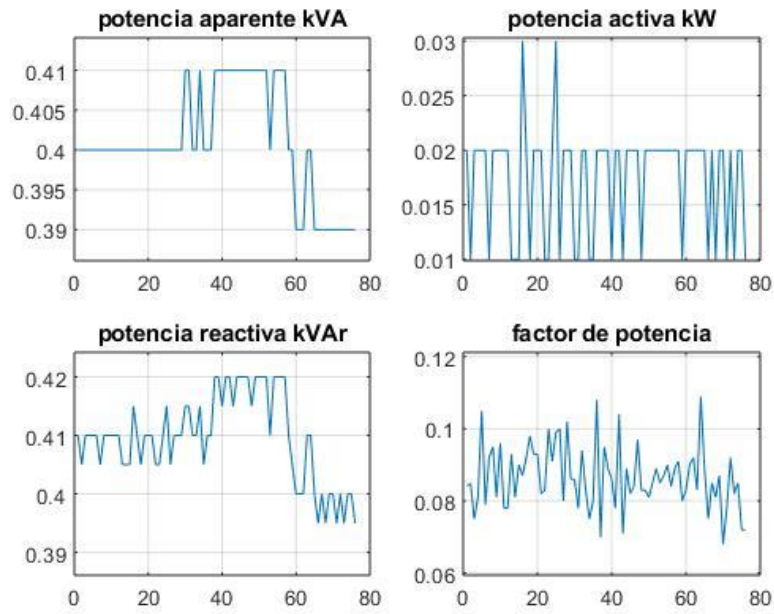 potencia aparente kVA
0.41
0.405
0.4
0.395
0.39
0 20 40 60 80
potencia activa kW
0.03
0.025
0.02
0.015
0.01
0 20 40 60 80
potencia reactiva kVAr
0.42
0.41
0.4
0.39
0 20 40 60 80
factor de potencia
0.12
0.1
0.08
0.06
0 20 40 60 80